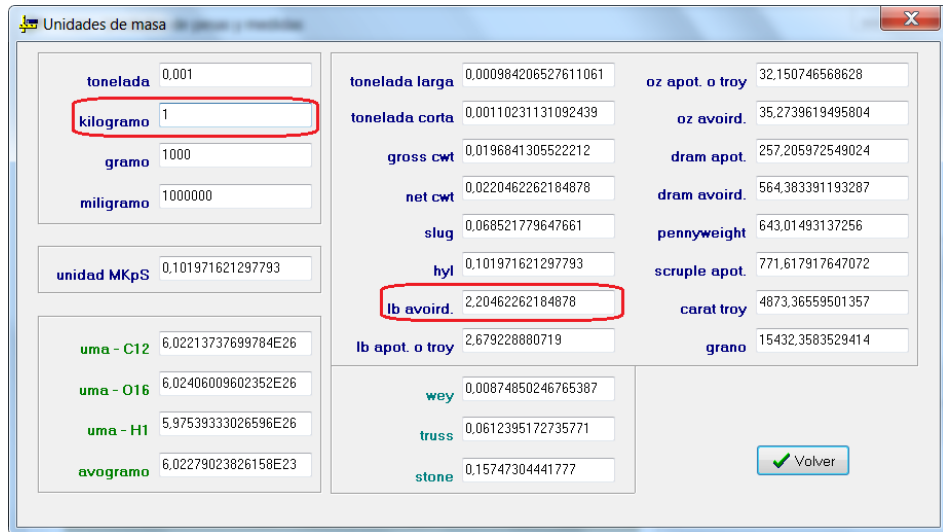 Unidades de masa
tonelada 0,001
kilogramo 1
gramo 1000
miligramo 1000000
unidad MKpS 0,101971621297793
uma - C12 6,02213737699784E26
uma - O16 6,02406009602352E26
uma - H1 5,97539333026596E26
avogramo 6,02279023826158E23
tonelada larga 0,000984206527611061
tonelada corta 0,00110231131092439
gross cwt 0,0196841305522212
net cwt 0,0220462262184878
slug 0,068521779647661
hyl 0,101971621297793
lb avoird. 2,20462262184878
lb apot. o troy 2,679228880719
wey 0,00874850246765387
truss 0,0612395172735771
stone 0,15747304441777
oz apot. o troy 32,150746568628
oz avoird. 35,2739619495804
dram apot. 257,205972549024
dram avoird. 564,383391193287
pennyweight 643,01493137256
scruple apot. 771,617917647072
carat troy 4873,36559501357
grano 15432,3583529414
Volver